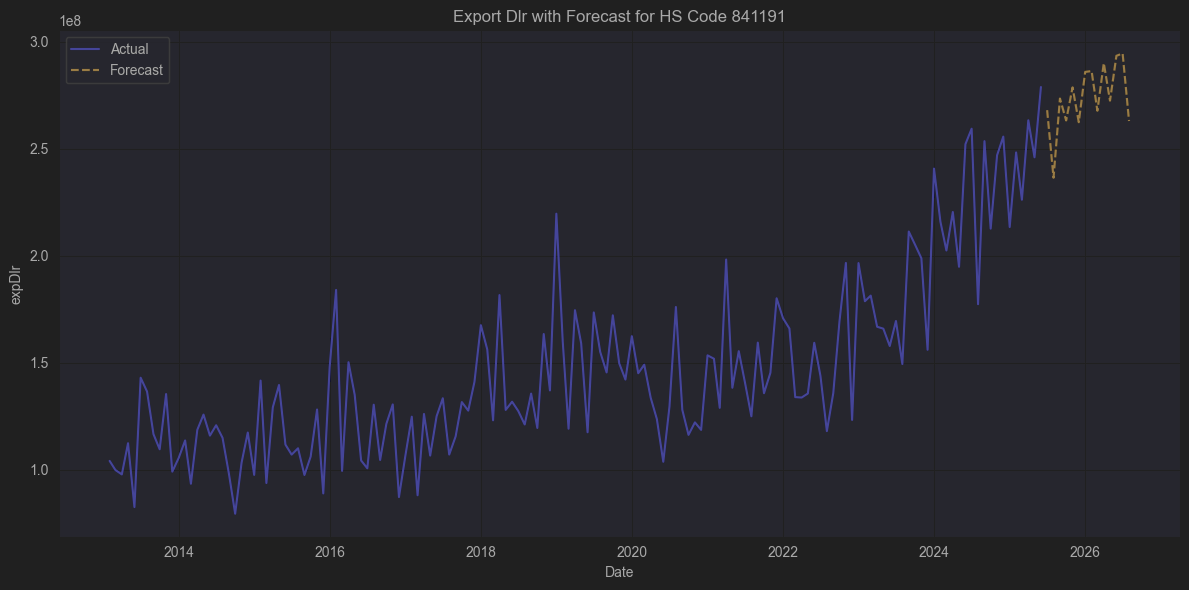 Export Dlr with Forecast for HS Code 841191
1e8
Actual
Forecast
3.0
2.5
2.0
1.5
1.0
expDlr
2014 2016 2018 2020 2022 2024 2026
Date